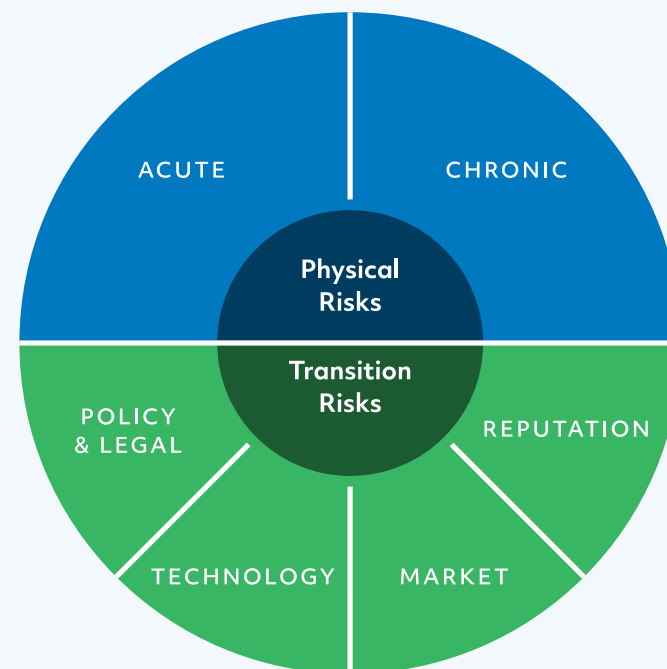 ACUTE
CHRONIC
Physical
Risks
Transition
Risks
POLICY
& LEGAL
REPUTATION
TECHNOLOGY
MARKET